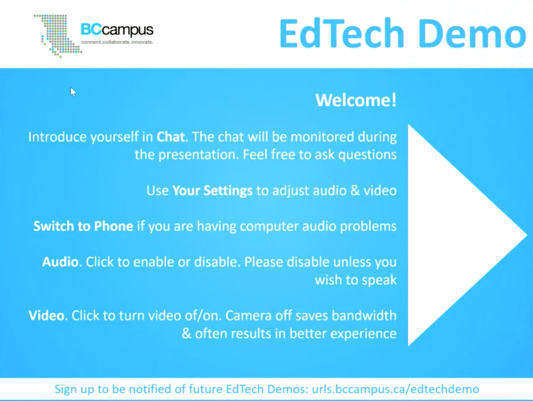 BCcampus
connect. collaborate. innovate.
EdTech Demo
Welcome!
Introduce yourself in Chat. The chat will be monitored during
the presentation. Feel free to ask questions
Use Your Settings to adjust audio & video
Switch to Phone if you are having computer audio problems
Audio. Click to enable or disable. Please disable unless you
wish to speak
Video. Click to turn video of/on. Camera off saves bandwidth
& often results in better experience
Sign up to be notified of future EdTech Demos: urls.bccampus.ca/edtechdemo